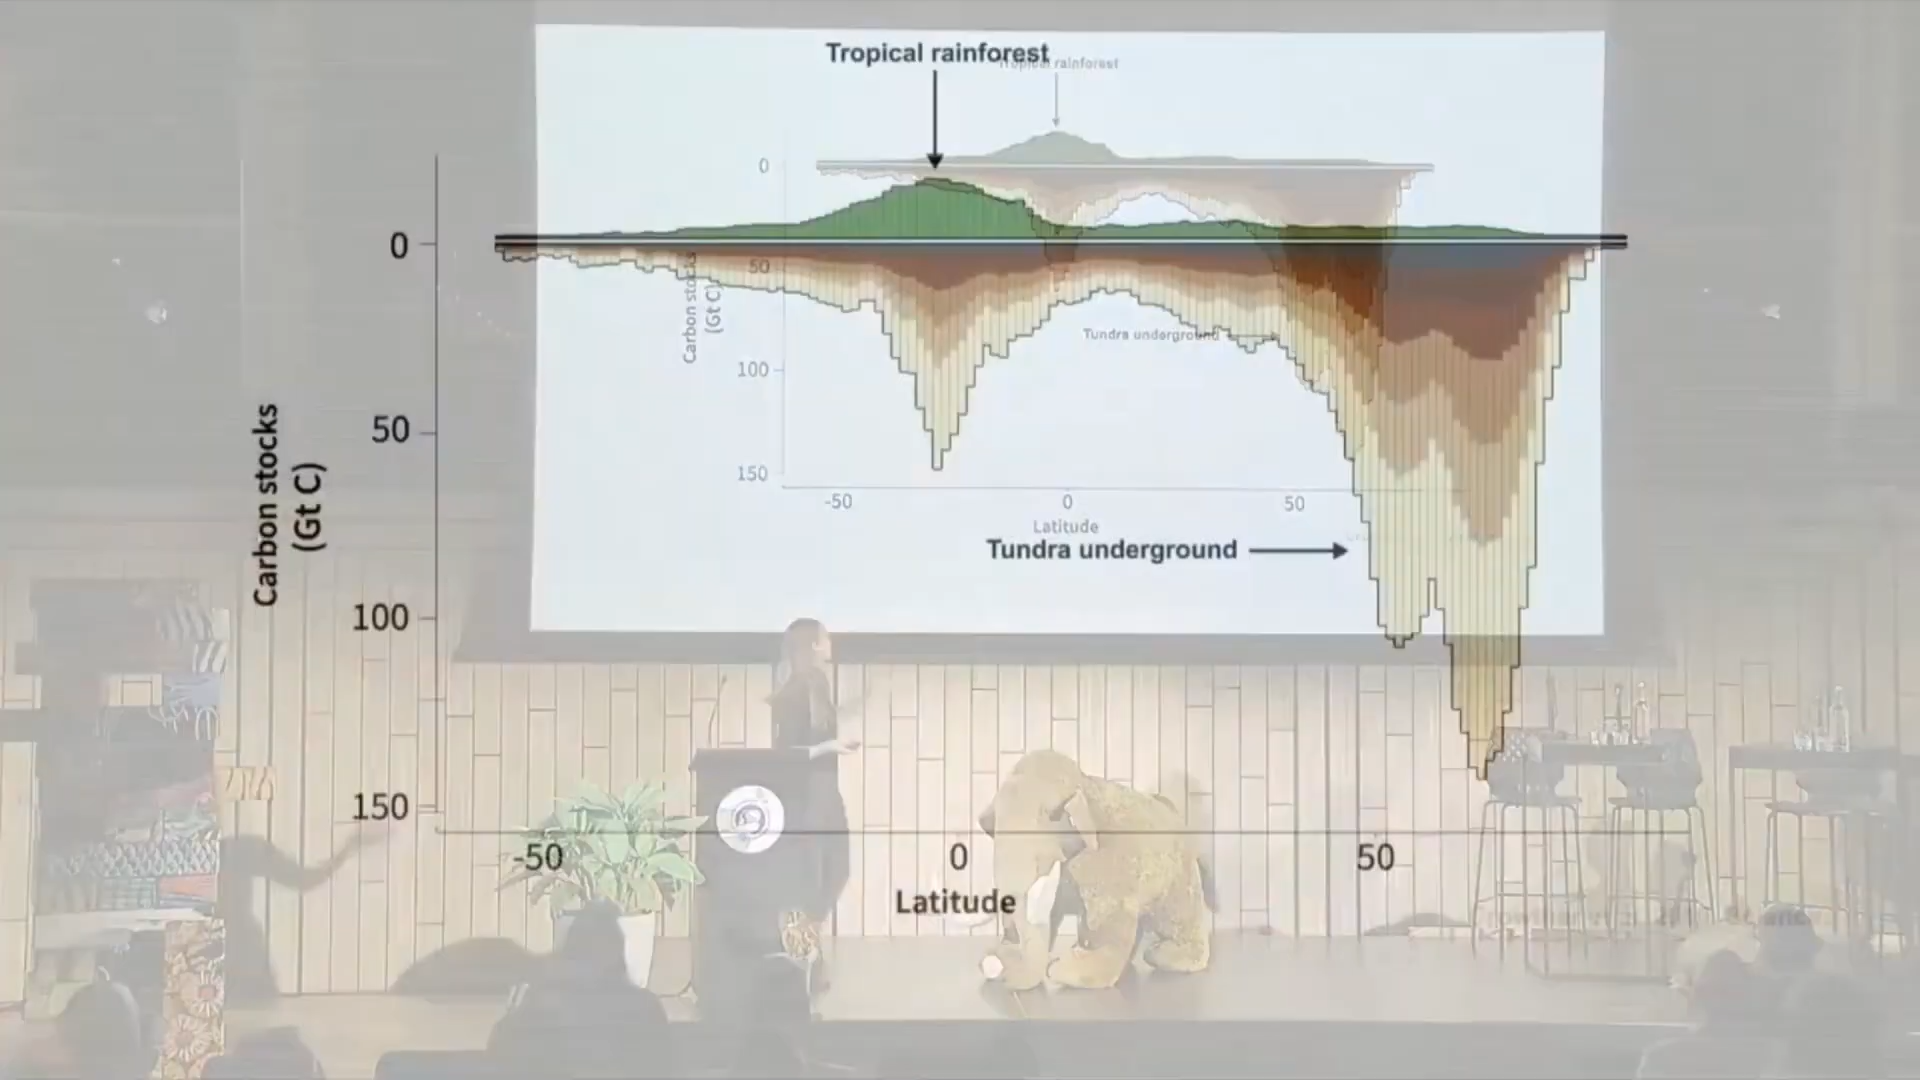 Tropical rainforest
Tropical rainforest
0
0
50
Carbon stocks
(Gt C)
Tundra underground
100
50
Carbon stocks
(Gt C)
150
-50
0
50
Latitude
Tundra underground
100
150
-50
0
50
Latitude